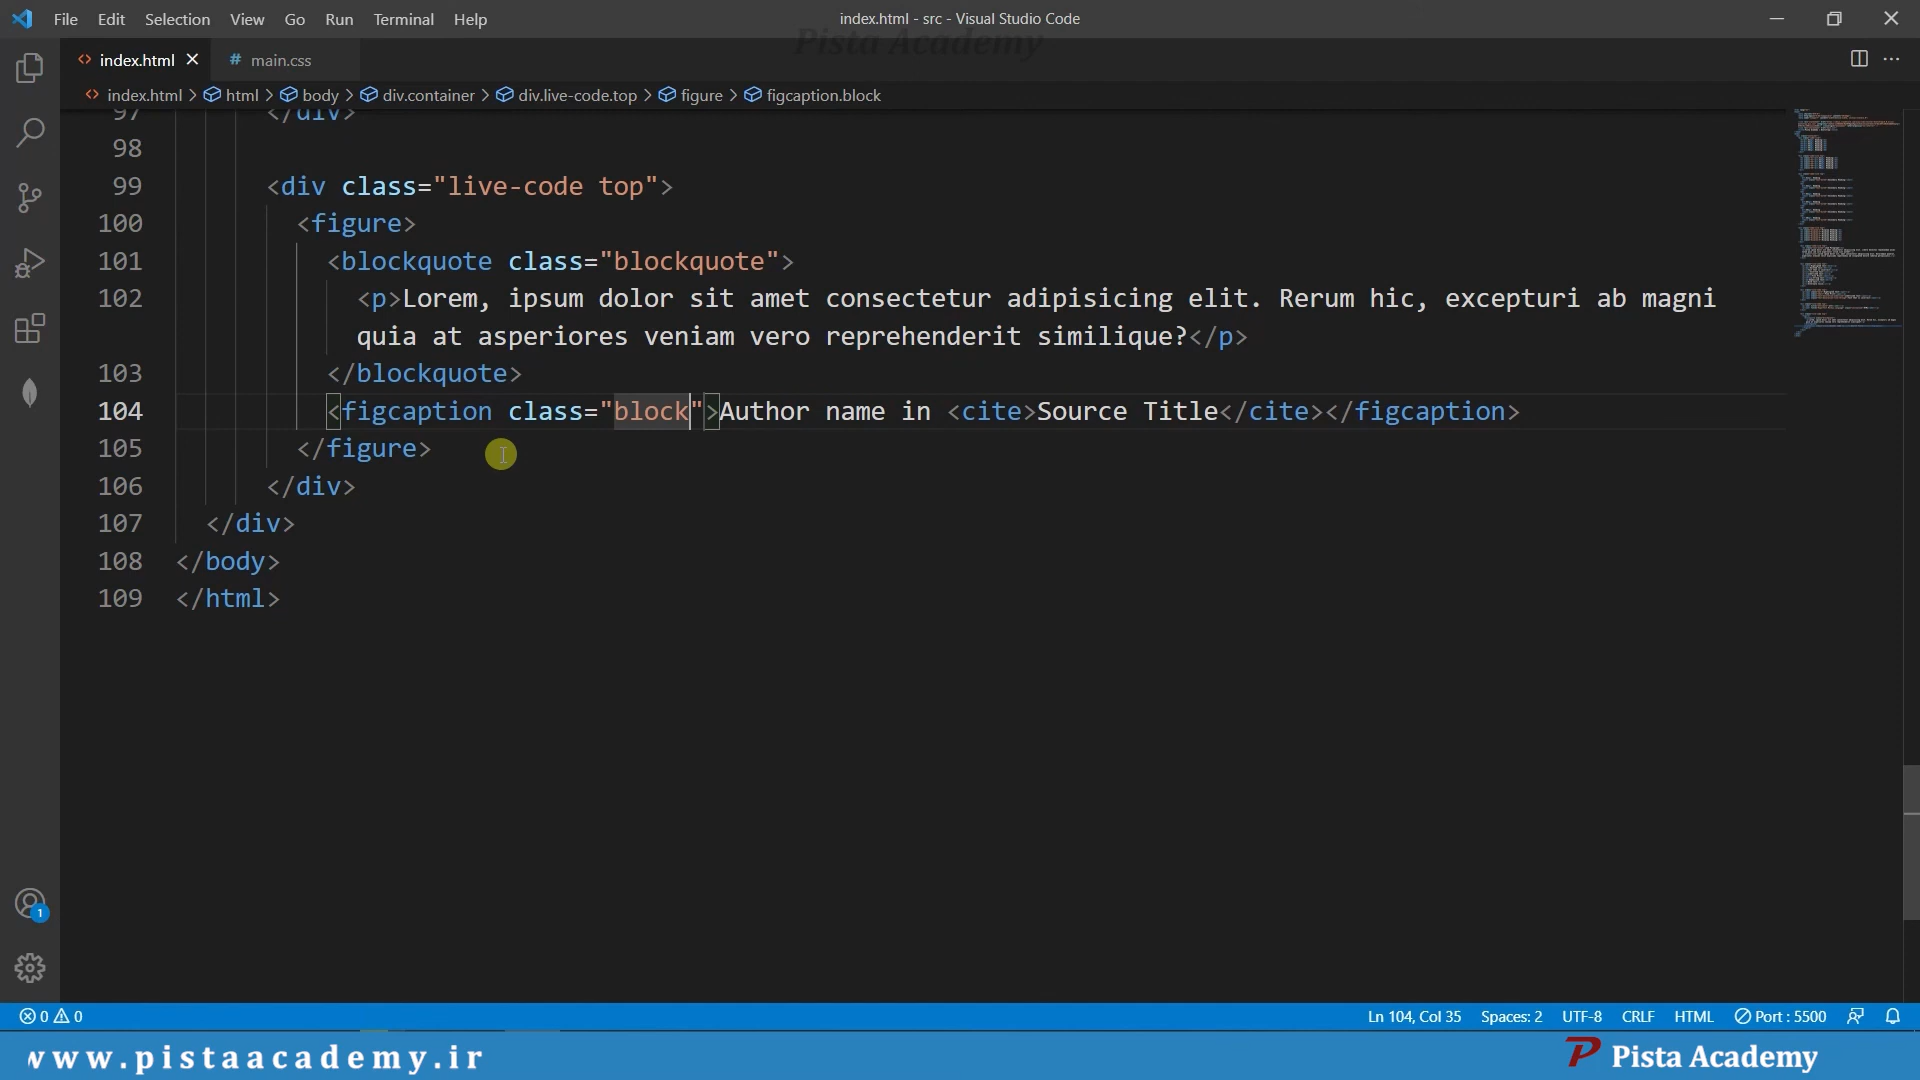 File Edit Selection View Go Run Terminal Help
index.html - src - Visual Studio Code
Pista Academy
index.html
# main.css
index.html > html > body > div.container > div.live-code.top > figure > figcaption.block
97 </div>
98
99 <div class="live-code top">
100 <figure>
101 <blockquote class="blockquote">
102 <p>Lorem, ipsum dolor sit amet consectetur adipisicing elit. Rerum hic, excepturi ab magni
quia at asperiores veniam vero reprehenderit similique?</p>
103 </blockquote>
104 <figcaption class="block">Author name in <cite>Source Title</cite></figcaption>
105 </figure>
106 </div>
107 </div>
108 </body>
109 </html>
1
0 0
Ln 104, Col 35 Spaces: 2 UTF-8 CRLF HTML Port : 5500
www.pistaacademy.ir
Pista Academy